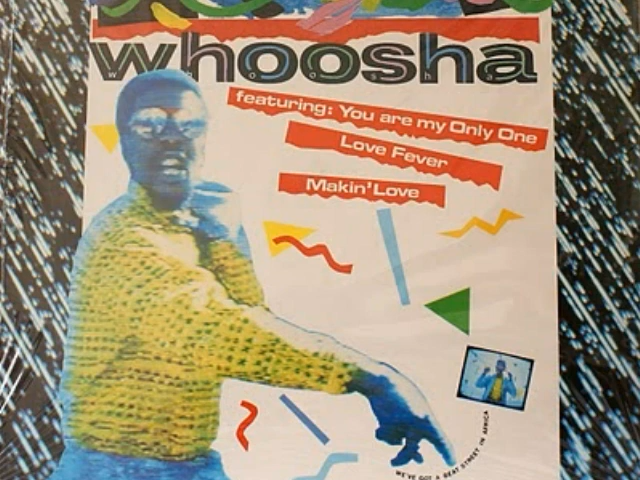 whoosha
featuring: You are my Only One
Love Fever
Makin' Love
WE'VE GOT A BEAT STREET IN AFRICA